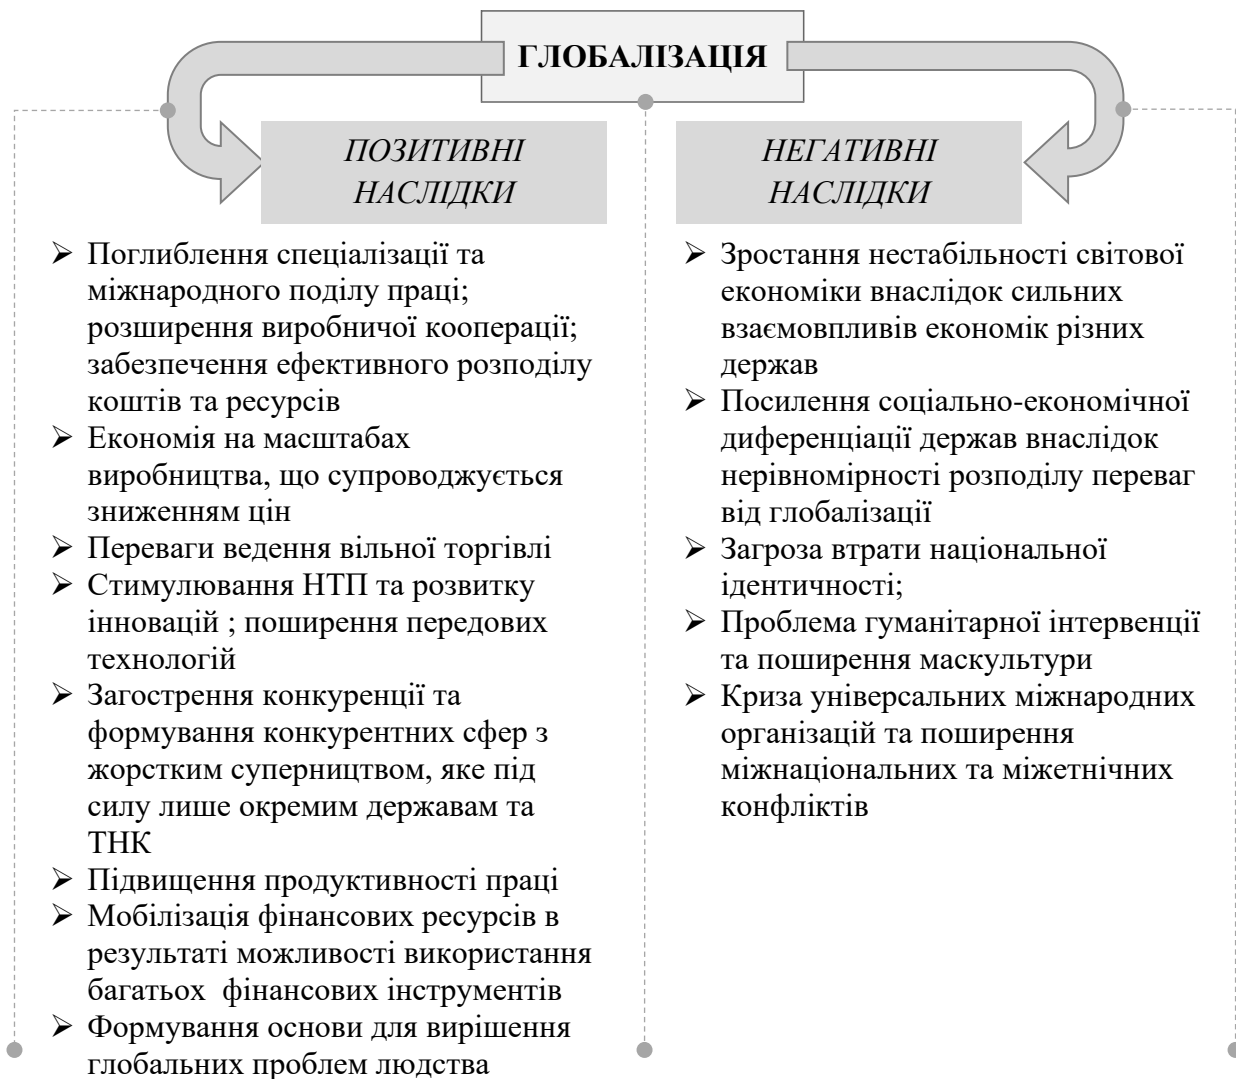 ГЛОБАЛІЗАЦІЯ
ПОЗИТИВНІ
НАСЛІДКИ
➢ Поглиблення спеціалізації та
міжнародного поділу праці;
розширення виробничої кооперації;
забезпечення ефективного розподілу
коштів та ресурсів
➢ Економія на масштабах
виробництва, що супроводжується
зниженням цін
➢ Переваги ведення вільної торгівлі
➢ Стимулювання НТП та розвитку
інновацій ; поширення передових
технологій
➢ Загострення конкуренції та
формування конкурентних сфер з
жорстким суперництвом, яке під
силу лише окремим державам та
ТНК
➢ Підвищення продуктивності праці
➢ Мобілізація фінансових ресурсів в
результаті можливості використання
багатьох  фінансових інструментів
➢ Формування основи для вирішення
глобальних проблем людства
НЕГАТИВНІ
НАСЛІДКИ
➢ Зростання нестабільності світової
економіки внаслідок сильних
взаємовпливів економік різних
держав
➢ Посилення соціально-економічної
диференціації держав внаслідок
нерівномірності розподілу переваг
від глобалізації
➢ Загроза втрати національної
ідентичності;
➢ Проблема гуманітарної інтервенції
та поширення маскультури
➢ Криза універсальних міжнародних
організацій та поширення
міжнаціональних та міжетнічних
конфліктів